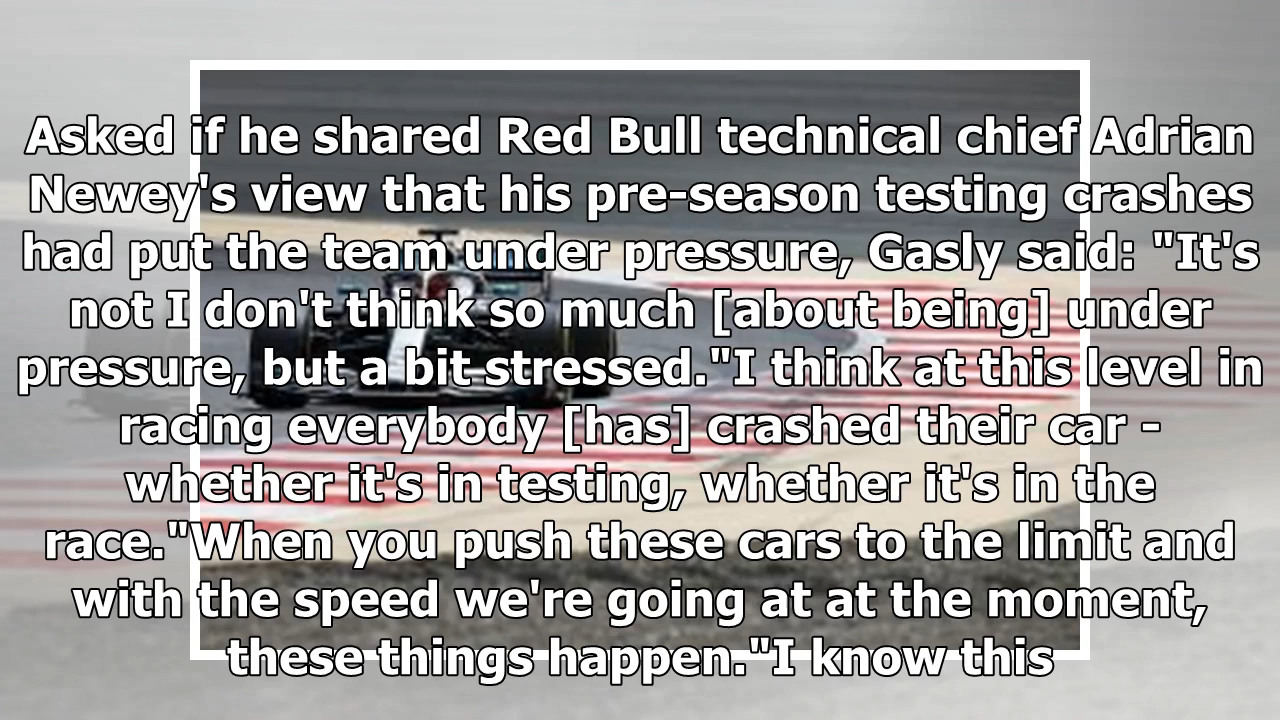 Asked if he shared Red Bull technical chief Adrian
Newey's view that his pre-season testing crashes
had put the team under pressure, Gasly said: "It's
not I don't think so much [about being] under
pressure, but a bit stressed."I think at this level in
racing everybody [has] crashed their car -
whether it's in testing, whether it's in the
race."When you push these cars to the limit and
with the speed we're going at at the moment,
these things happen."I know this